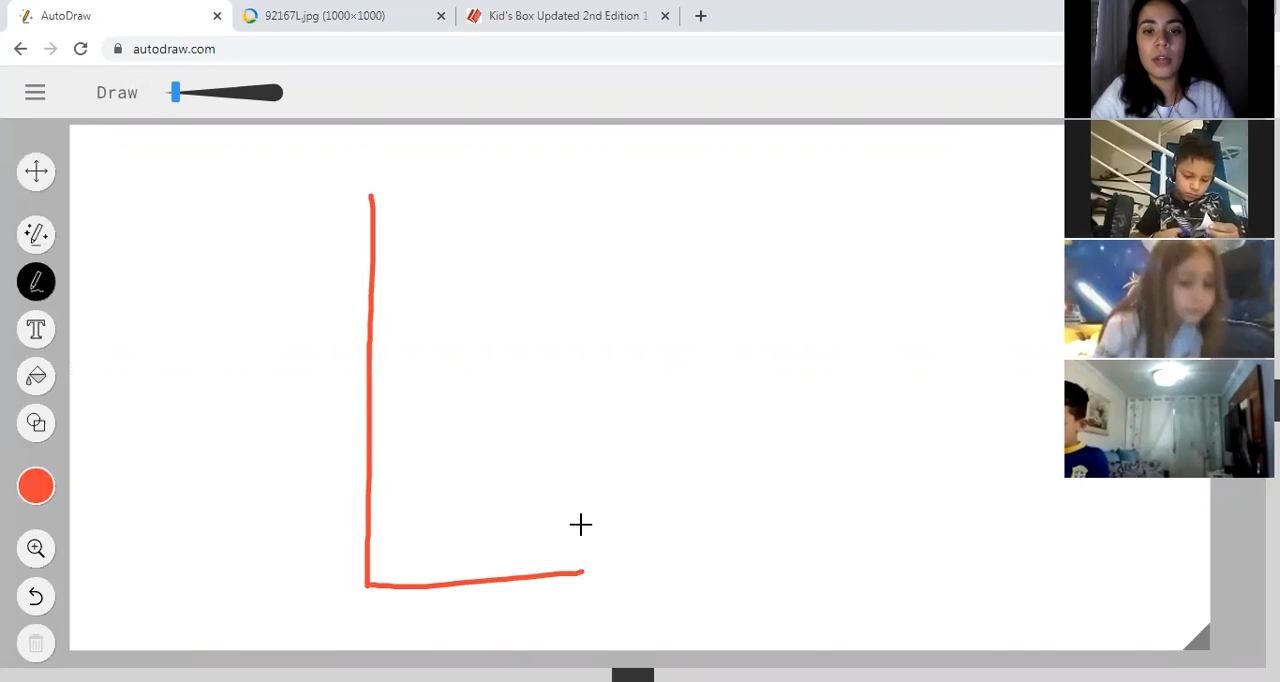 AutoDraw
92167L.jpg (1000×1000)
Kid's Box Updated 2nd Edition 1
autodraw.com
Draw
T